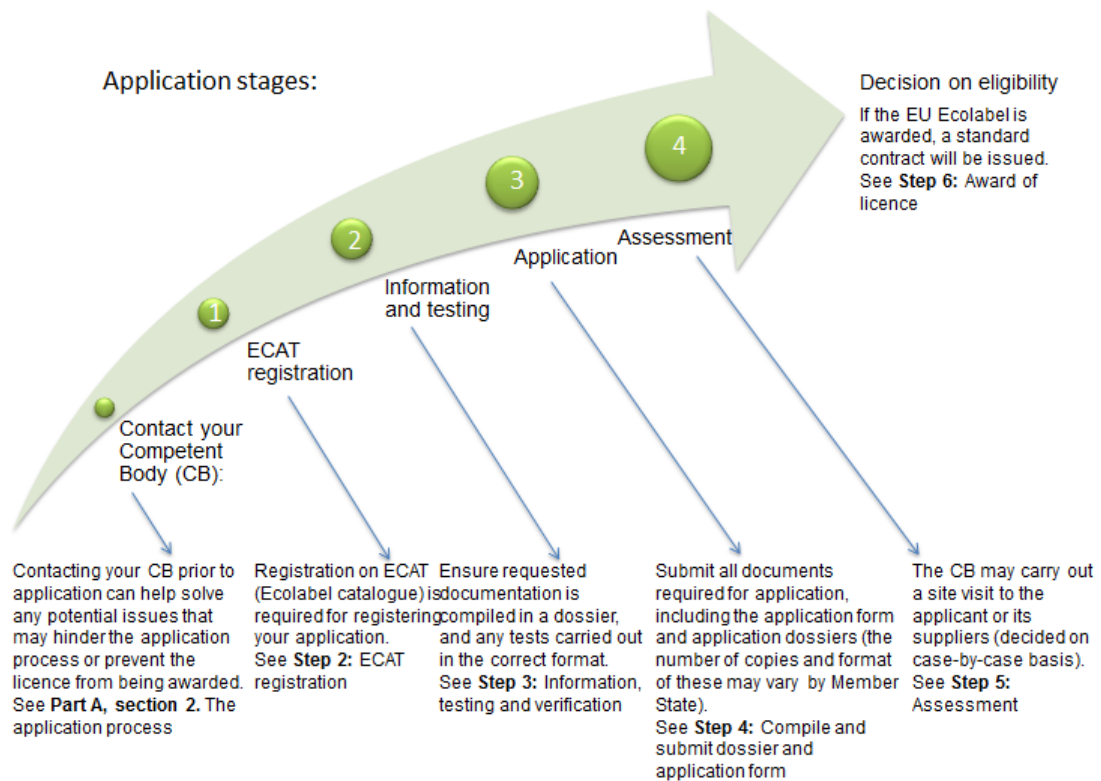 Application stages:
Decision on eligibility
If the EU Ecolabel is
awarded, a standard
contract will be issued.
See Step 6: Award of
licence
4
3
2
1
Assessment
Application
Information
and testing
ECAT
registration
Contact your
Competent
Body (CB):
Contacting your CB prior to
application can help solve
any potential issues that
may hinder the application
process or prevent the
licence from being awarded.
See Part A, section 2. The
application process
Registration on ECAT
(Ecolabel catalogue) is
required for registering
your application.
See Step 2: ECAT
registration
Ensure requested
documentation is
compiled in a dossier,
and any tests carried out
in the correct format.
See Step 3: Information,
testing and verification
Submit all documents
required for application,
including the application form
and application dossiers (the
number of copies and format
of these may vary by Member
State).
See Step 4: Compile and
submit dossier and
application form
The CB may carry out
a site visit to the
applicant or its
suppliers (decided on
case-by-case basis).
See Step 5:
Assessment